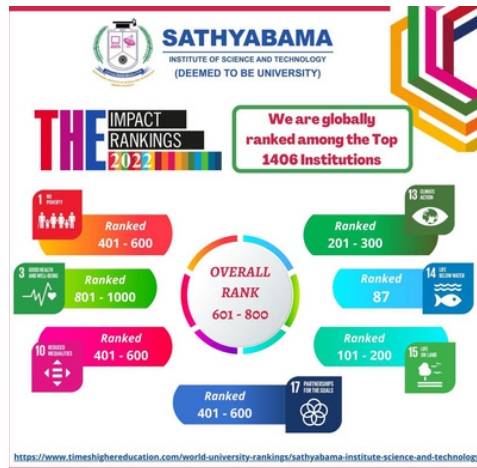 SATHYABAMA
INSTITUTE OF SCIENCE AND TECHNOLOGY
(DEEMED TO BE UNIVERSITY)
THE IMPACT
RANKINGS
2022
We are globally
ranked among the Top
1406 Institutions
1 NO
POVERTY
Ranked
401 - 600
13 CLIMATE
ACTION
Ranked
201 - 300
3 GOOD HEALTH
AND WELL-BEING
Ranked
801 - 1000
OVERALL
RANK
601 - 800
14 LIFE
BELOW WATER
Ranked
87
10 REDUCED
INEQUALITIES
Ranked
401 - 600
15 LIFE
ON LAND
Ranked
101 - 200
17 PARTNERSHIPS
FOR THE GOALS
Ranked
401 - 600
https://www.timeshighereducation.com/world-university-rankings/sathyabama-institute-science-and-technology